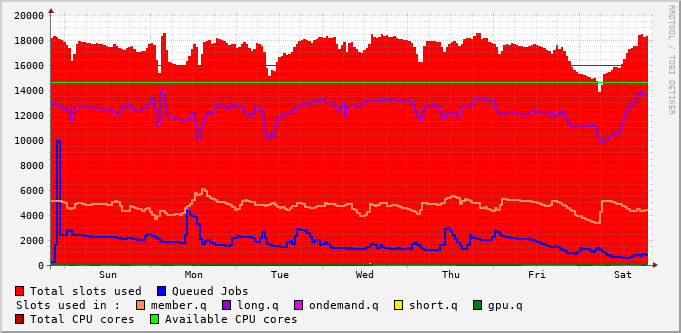 20000
18000
16000
14000
12000
10000
8000
6000
4000
2000
0
Sun Mon Tue Wed Thu Fri Sat
RRDTOOL / TOBI OETIKER
Total slots used Queued Jobs
Slots used in : member.q long.q ondemand.q short.q gpu.q
Total CPU cores Available CPU cores